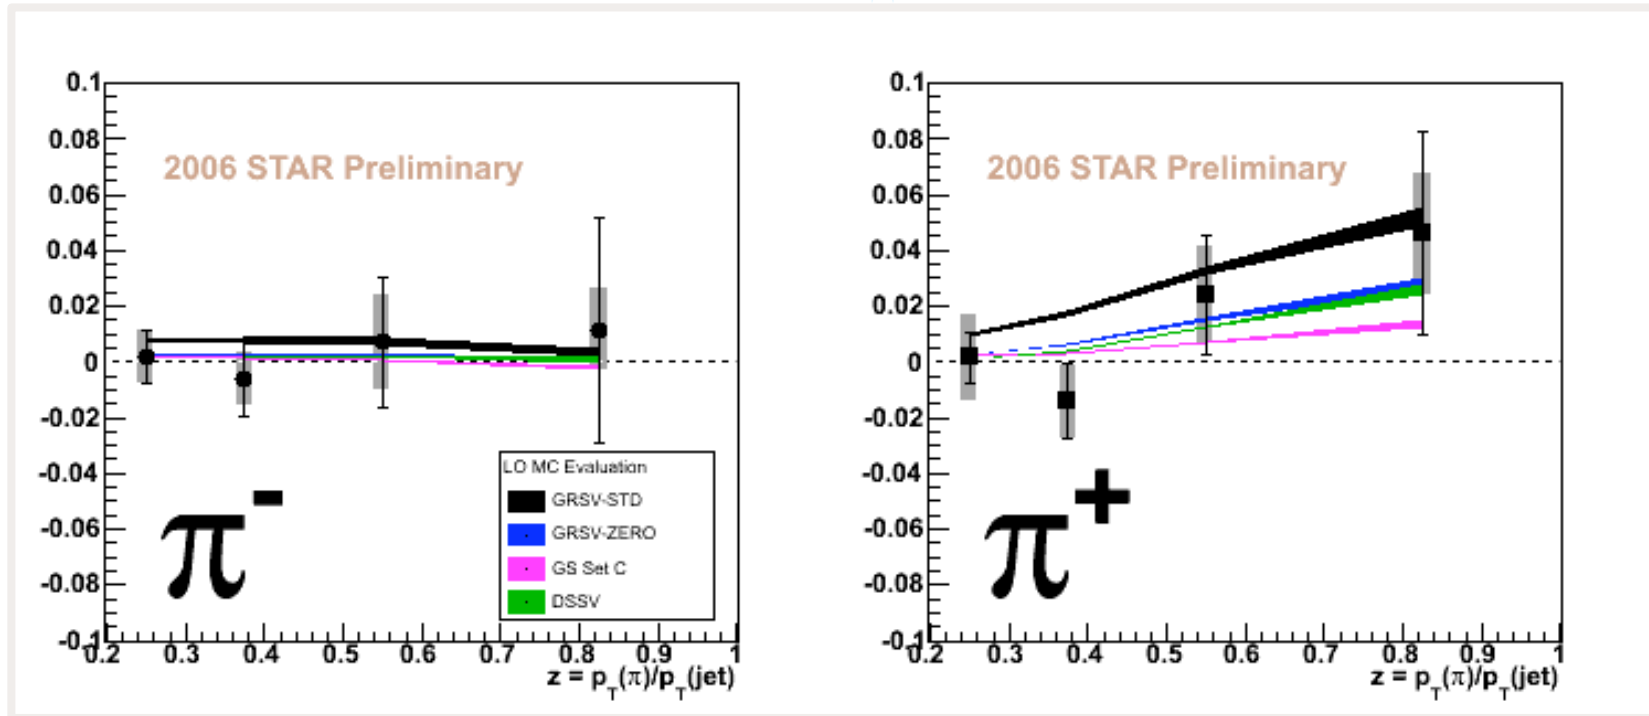 0.1
0.08
0.06
0.04
0.02
0
-0.02
-0.04
-0.06
-0.08
-0.1
2006 STAR Preliminary
π-
LO MC Evaluation
GRSV-STD
GRSV-ZERO
GS Set C
DSSV
0.2 0.3 0.4 0.5 0.6 0.7 0.8 0.9 1
z = p_T(π)/p_T(jet)
0.1
0.08
0.06
0.04
0.02
0
-0.02
-0.04
-0.06
-0.08
-0.1
2006 STAR Preliminary
π+
0.2 0.3 0.4 0.5 0.6 0.7 0.8 0.9 1
z = p_T(π)/p_T(jet)